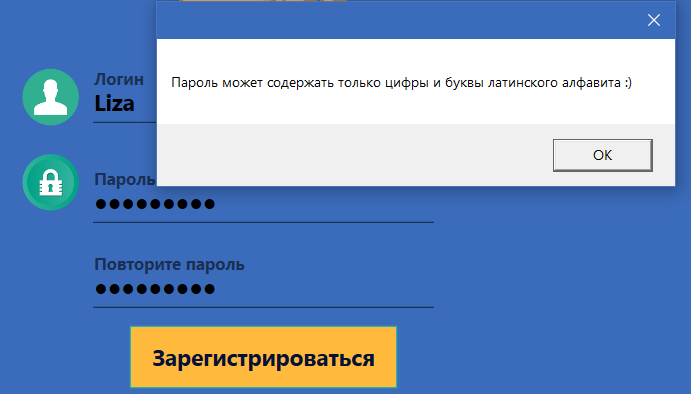 Пароль может содержать только цифры и буквы латинского алфавита :)
OK
Логин
Liza
Пароль
●●●●●●●●●
Повторите пароль
●●●●●●●●●
Зарегистрироваться